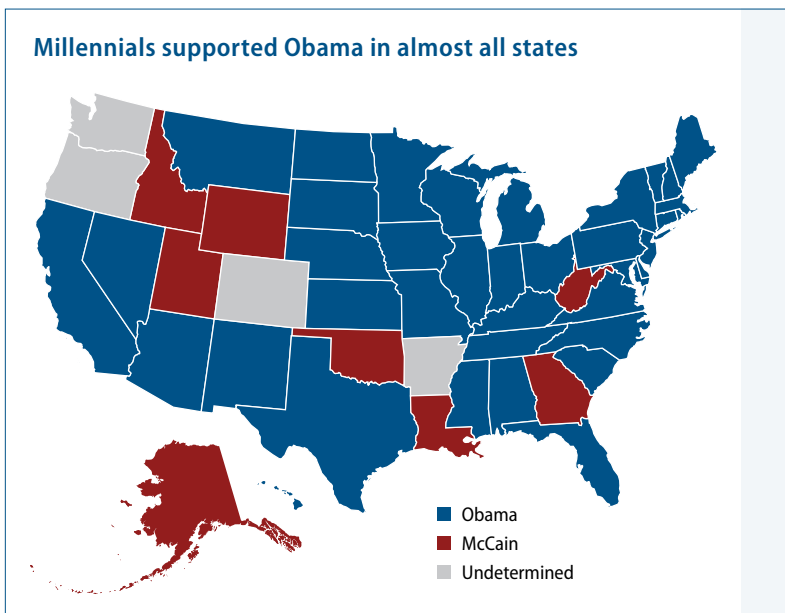 Millennials supported Obama in almost all states
Obama
McCain
Undetermined